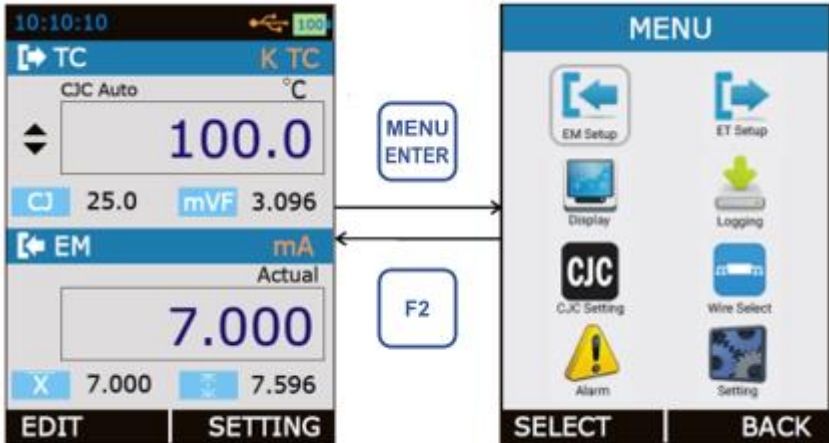 10:10:10 100
TC K TC
CJC Auto °C
100.0
CJ 25.0 mVF 3.096
EM mA
Actual
7.000
X̄ 7.000 7.596
EDIT SETTING
MENU
ENTER
F2
MENU
EM Setup ET Setup
Display Logging
CJC
CJC Setting Wire Select
Alarm Setting
SELECT BACK